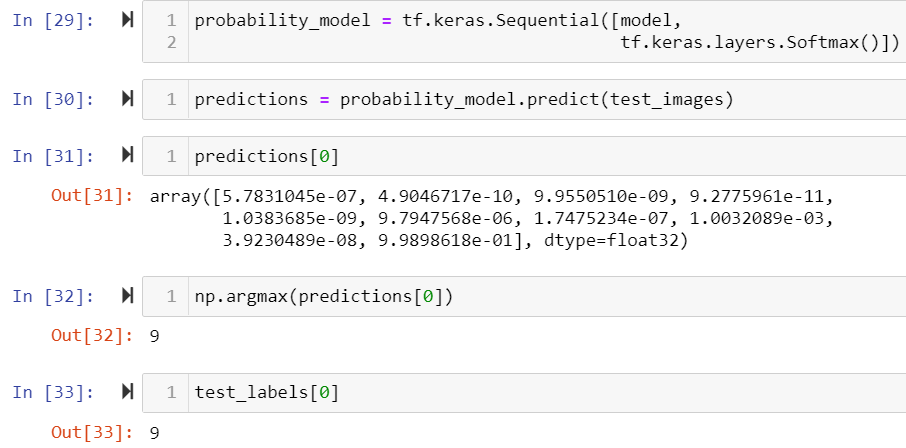 In [29]: 1 probability_model = tf.keras.Sequential([model,
2 tf.keras.layers.Softmax()])
In [30]: 1 predictions = probability_model.predict(test_images)
In [31]: 1 predictions[0]
Out[31]: array([5.7831045e-07, 4.9046717e-10, 9.9550510e-09, 9.2775961e-11,
1.0383685e-09, 9.7947568e-06, 1.7475234e-07, 1.0032089e-03,
3.9230489e-08, 9.9898618e-01], dtype=float32)
In [32]: 1 np.argmax(predictions[0])
Out[32]: 9
In [33]: 1 test_labels[0]
Out[33]: 9